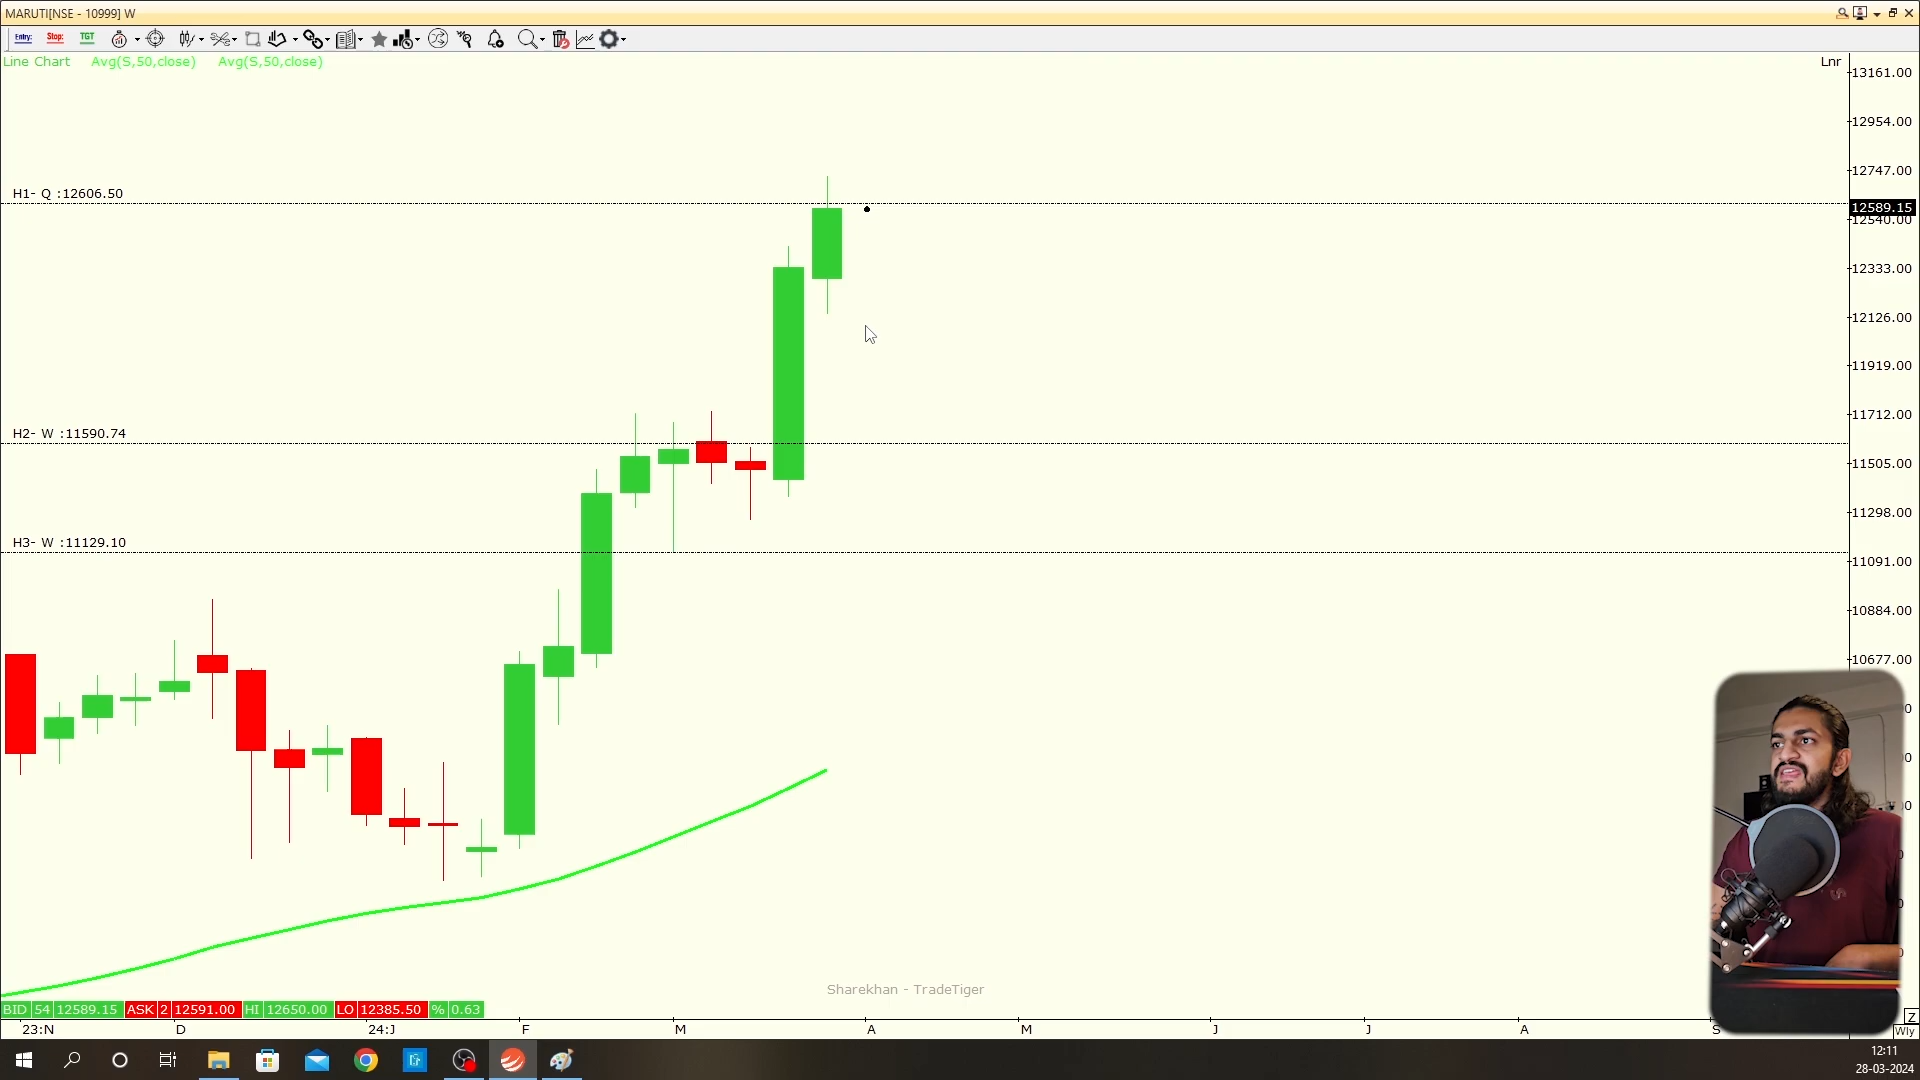 MARUTI[NSE - 10999] W
Entry: Stop: TGT
Line Chart Avg(S,50,close) Avg(S,50,close)
Lnr
13161.00
12954.00
12747.00
H1- Q :12606.50
12589.15
12540.00
12333.00
12126.00
11919.00
11712.00
H2- W :11590.74
11505.00
11298.00
H3- W :11129.10
11091.00
10884.00
10677.00
Sharekhan - TradeTiger
BID 54 12589.15 ASK 2 12591.00 HI 12650.00 LO 12385.50 % 0.63
Z
23:N D 24:J F M A M J J A S
Wly
12:11
28-03-2024